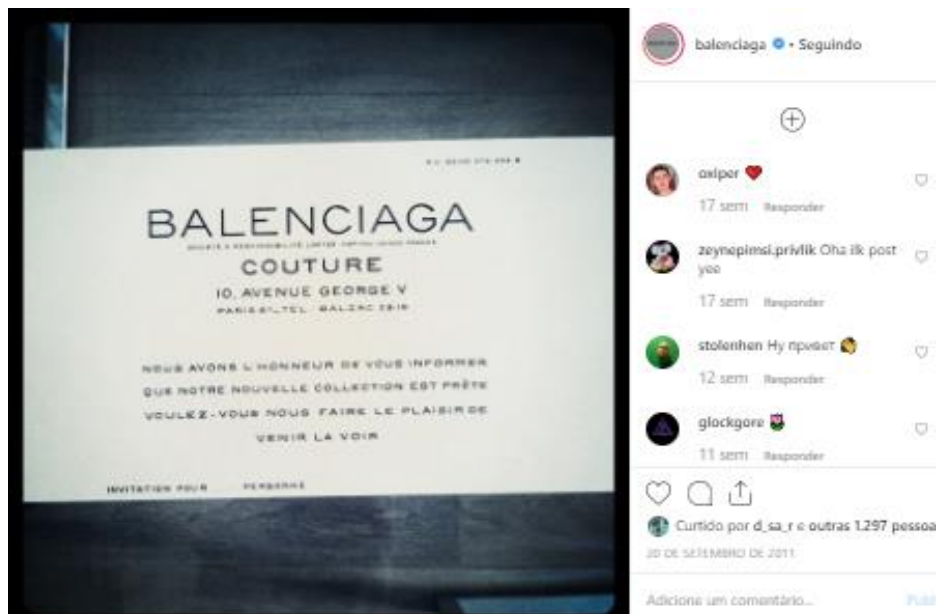 BALENCIAGA
COUTURE
10, AVENUE GEORGE V
NOUS AVONS L'HONNEUR DE VOUS INFORMER
QUE NOTRE NOUVELLE COLLECTION EST PRÊTE
VOULEZ-VOUS NOUS FAIRE LE PLAISIR DE
VENIR LA VOIR
INVITATION POUR PERSONNE
balenciaga • Seguindo
oxiper ❤️
17 sem Responder
zeynepimsi.privlik Oha ilk post
yee
17 sem Responder
stolenhen Ну привет 👏
12 sem Responder
glockgore 🌷
11 sem Responder
Curtido por d_sa_r e outras 1.297 pessoa
20 DE SETEMBRO DE 2011
Adicione um comentário...
Publi